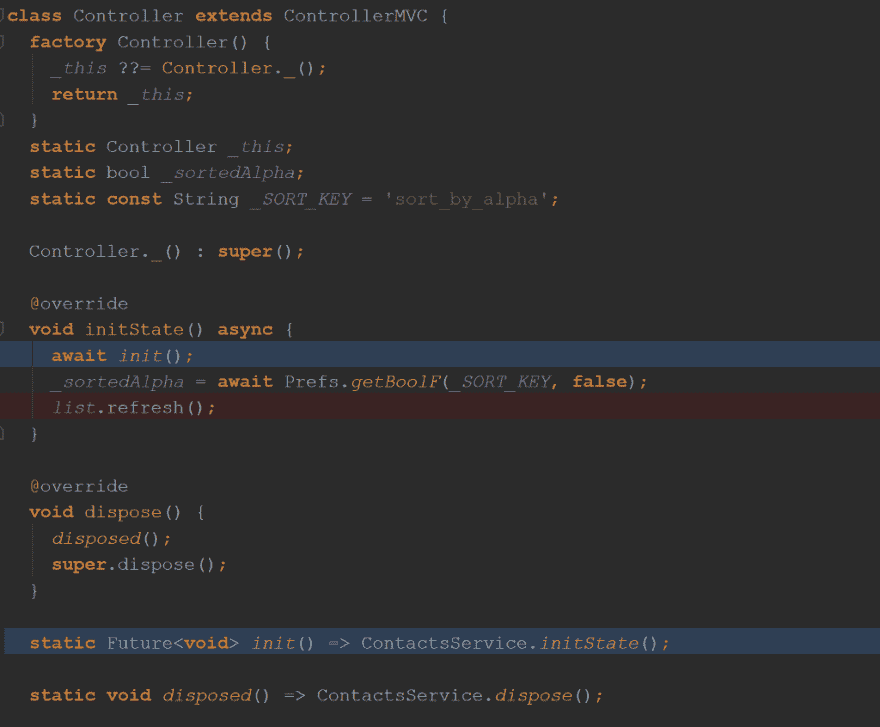 class Controller extends ControllerMVC {
factory Controller() {
_this ??= Controller._();
return _this;
}
static Controller _this;
static bool _sortedAlpha;
static const String _SORT_KEY = 'sort_by_alpha';
Controller._() : super();
@override
void initState() async {
await init();
_sortedAlpha = await Prefs.getBoolF(_SORT_KEY, false);
list.refresh();
}
@override
void dispose() {
disposed();
super.dispose();
}
static Future<void> init() => ContactsService.initState();
static void disposed() => ContactsService.dispose();